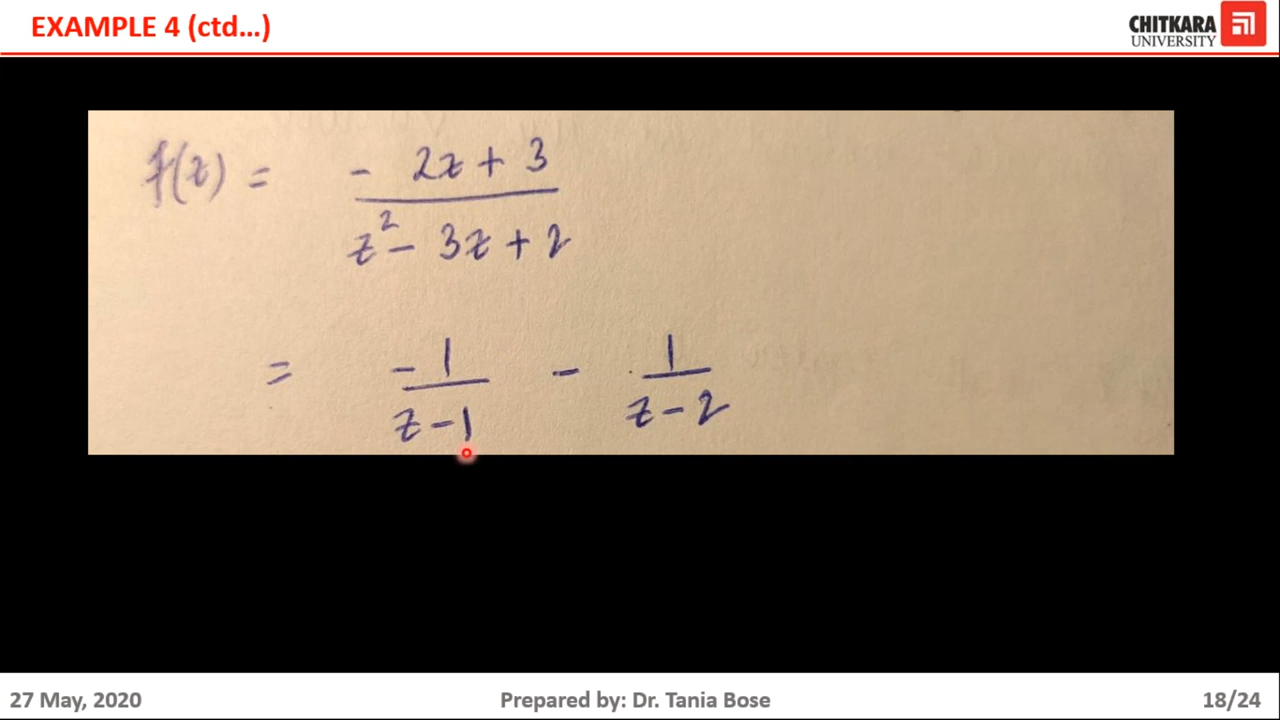 EXAMPLE 4 (ctd...)
CHITKARA
UNIVERSITY
f(z) = - 2z + 3
z² - 3z + 2
= -1/(z-1) - 1/(z-2)
27 May, 2020
Prepared by: Dr. Tania Bose
18/24